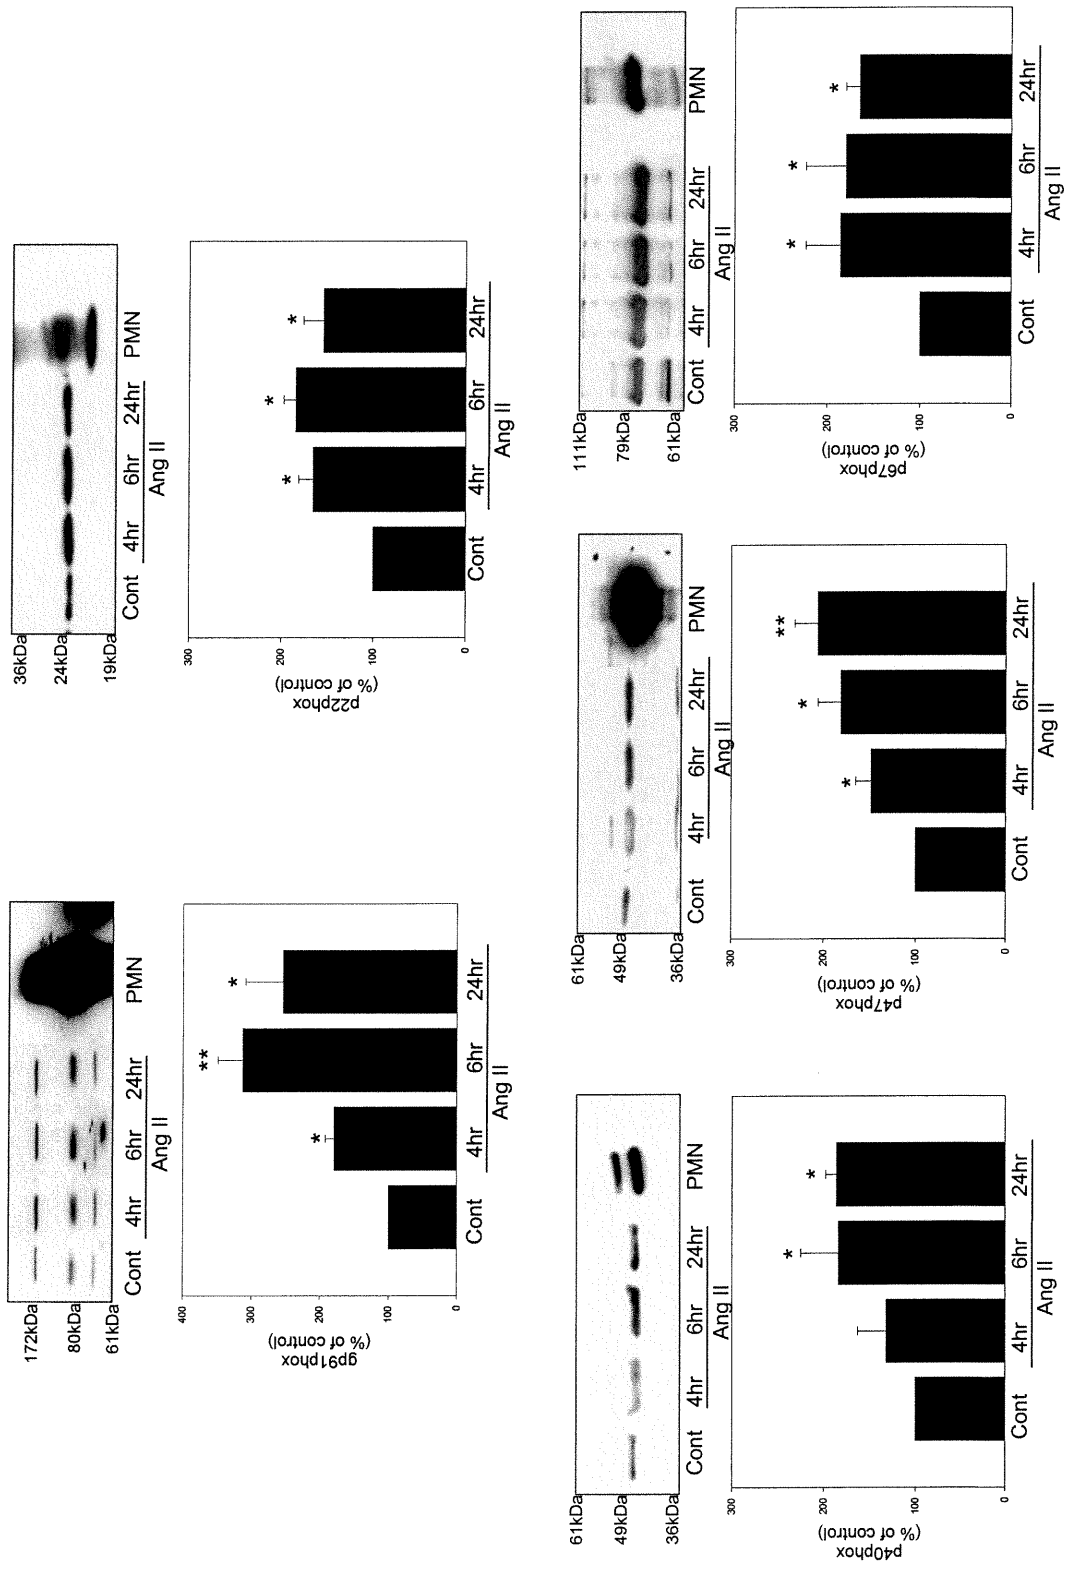 172kDa
80kDa
61kDa
Cont 4hr 6hr 24hr PMN
Ang II
gp91phox
(% of control)
400
300
200
100
0
** *
*
Cont 4hr 6hr 24hr
Ang II
36kDa
24kDa
19kDa
Cont 4hr 6hr 24hr PMN
Ang II
p22phox
(% of control)
300
200
100
0
* * *
Cont 4hr 6hr 24hr
Ang II
61kDa
49kDa
36kDa
Cont 4hr 6hr 24hr PMN
Ang II
p40phox
(% of control)
300
200
100
0
* *
Cont 4hr 6hr 24hr
Ang II
61kDa
49kDa
36kDa
Cont 4hr 6hr 24hr PMN
Ang II
p47phox
(% of control)
300
200
100
0
* * **
Cont 4hr 6hr 24hr
Ang II
111kDa
79kDa
61kDa
Cont 4hr 6hr 24hr PMN
Ang II
p67phox
(% of control)
300
200
100
0
* * *
Cont 4hr 6hr 24hr
Ang II